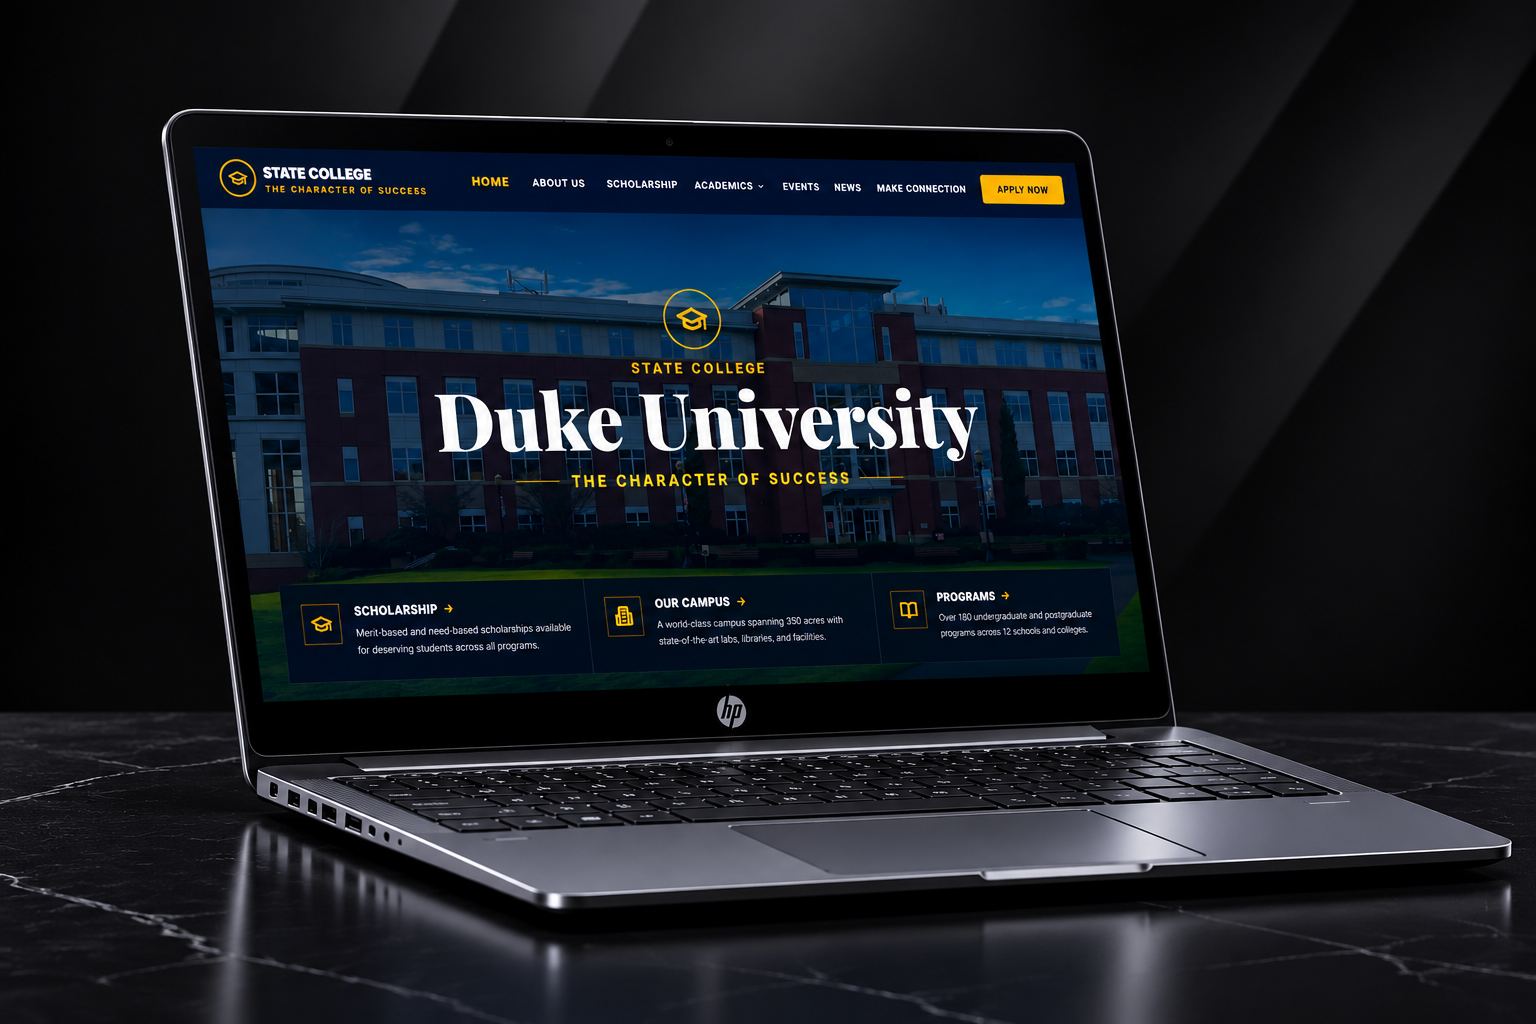 STATE COLLEGE
THE CHARACTER OF SUCCESS
HOME ABOUT US SCHOLARSHIP ACADEMICS EVENTS NEWS MAKE CONNECTION APPLY NOW
STATE COLLEGE
Duke University
THE CHARACTER OF SUCCESS
SCHOLARSHIP →
Merit-based and need-based scholarships available
for deserving students across all programs.
OUR CAMPUS →
A world-class campus spanning 350 acres with
state-of-the-art labs, libraries, and facilities.
PROGRAMS →
Over 180 undergraduate and postgraduate
programs across 12 schools and colleges.
hp